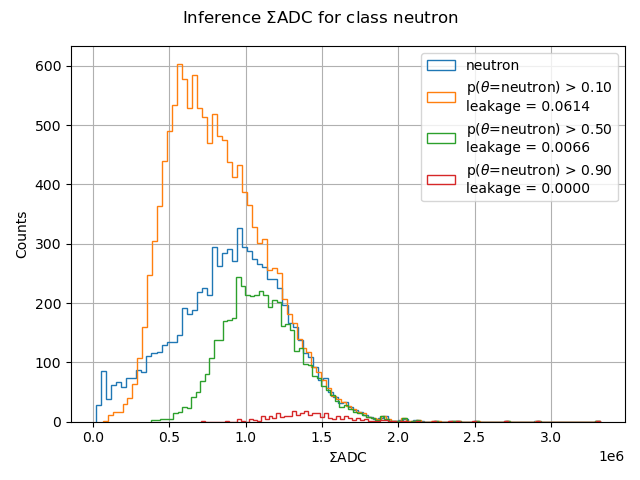 Inference ΣADC for class neutron
neutron
p(θ=neutron) > 0.10
leakage = 0.0614
p(θ=neutron) > 0.50
leakage = 0.0066
p(θ=neutron) > 0.90
leakage = 0.0000
Counts
600
500
400
300
200
100
0
0.0 0.5 1.0 1.5 2.0 2.5 3.0
1e6
ΣADC